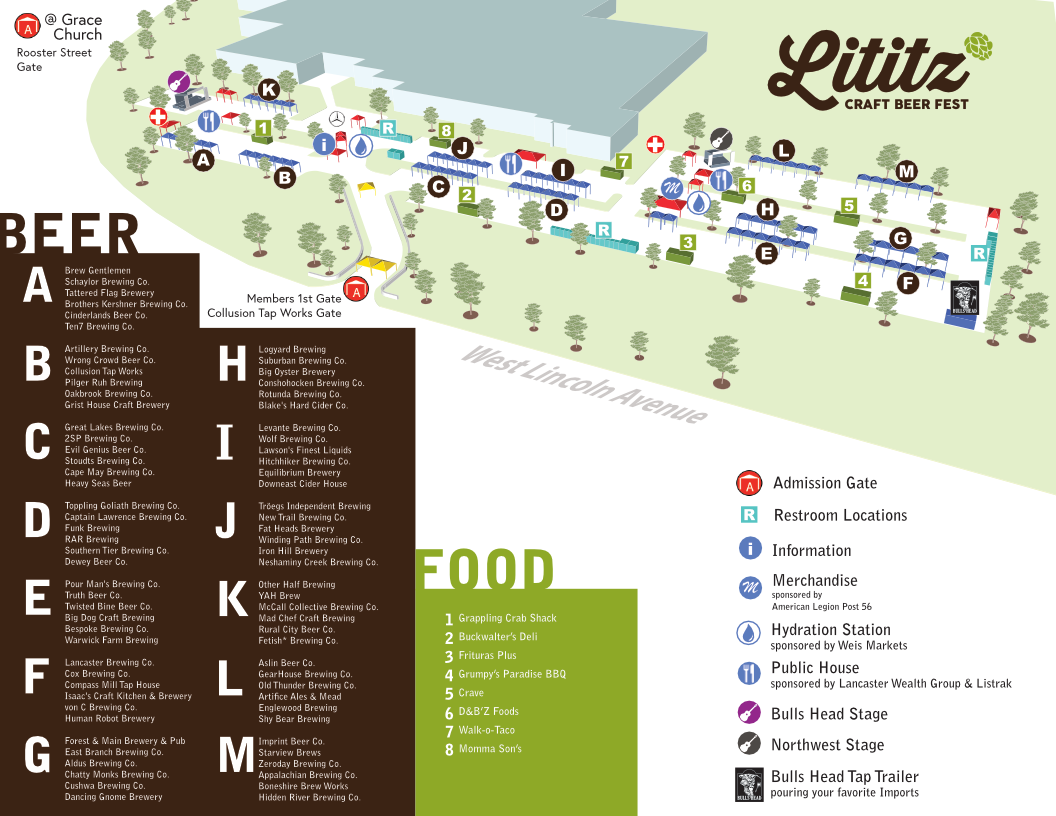 A
@ Grace
Church
Rooster Street
Gate
Lititz
CRAFT BEER FEST
K
1
A
B
i
R
8
J
C
2
I
D
7
R
3
M
L
M
6
H
E
5
G
F
4
R
BULLS HEAD
A
Members 1st Gate
Collusion Tap Works Gate
West Lincoln Avenue
BEER
A
Brew Gentlemen
Schaylor Brewing Co.
Tattered Flag Brewery
Brothers Kershner Brewing Co.
Cinderlands Beer Co.
Ten7 Brewing Co.
B
Artillery Brewing Co.
Wrong Crowd Beer Co.
Collusion Tap Works
Pilger Ruh Brewing
Oakbrook Brewing Co.
Grist House Craft Brewery
C
Great Lakes Brewing Co.
2SP Brewing Co.
Evil Genius Beer Co.
Stoudts Brewing Co.
Cape May Brewing Co.
Heavy Seas Beer
D
Toppling Goliath Brewing Co.
Captain Lawrence Brewing Co.
Funk Brewing
RAR Brewing
Southern Tier Brewing Co.
Dewey Beer Co.
E
Pour Man's Brewing Co.
Truth Beer Co.
Twisted Bine Beer Co.
Big Dog Craft Brewing
Bespoke Brewing Co.
Warwick Farm Brewing
F
Lancaster Brewing Co.
Cox Brewing Co.
Compass Mill Tap House
Isaac's Craft Kitchen & Brewery
von C Brewing Co.
Human Robot Brewery
G
Forest & Main Brewery & Pub
East Branch Brewing Co.
Aldus Brewing Co.
Chatty Monks Brewing Co.
Cushwa Brewing Co.
Dancing Gnome Brewery
H
Logyard Brewing
Suburban Brewing Co.
Big Oyster Brewery
Conshohocken Brewing Co.
Rotunda Brewing Co.
Blake's Hard Cider Co.
I
Levante Brewing Co.
Wolf Brewing Co.
Lawson's Finest Liquids
Hitchhiker Brewing Co.
Equilibrium Brewery
Downeast Cider House
J
Tröegs Independent Brewing
New Trail Brewing Co.
Fat Heads Brewery
Winding Path Brewing Co.
Iron Hill Brewery
Neshaminy Creek Brewing Co.
K
Other Half Brewing
YAH Brew
McCall Collective Brewing Co.
Mad Chef Craft Brewing
Rural City Beer Co.
Fetish* Brewing Co.
L
Aslin Beer Co.
GearHouse Brewing Co.
Old Thunder Brewing Co.
Artifice Ales & Mead
Englewood Brewing
Shy Bear Brewing
M
Imprint Beer Co.
Starview Brews
Zeroday Brewing Co.
Appalachian Brewing Co.
Boneshire Brew Works
Hidden River Brewing Co.
FOOD
1 Grappling Crab Shack
2 Buckwalter's Deli
3 Frituras Plus
4 Grumpy's Paradise BBQ
5 Crave
6 D&B'Z Foods
7 Walk-o-Taco
8 Momma Son's
A Admission Gate
R Restroom Locations
i Information
M Merchandise
sponsored by
American Legion Post 56
Hydration Station
sponsored by Weis Markets
Public House
sponsored by Lancaster Wealth Group & Listrak
Bulls Head Stage
Northwest Stage
BULLS HEAD
Bulls Head Tap Trailer
pouring your favorite Imports